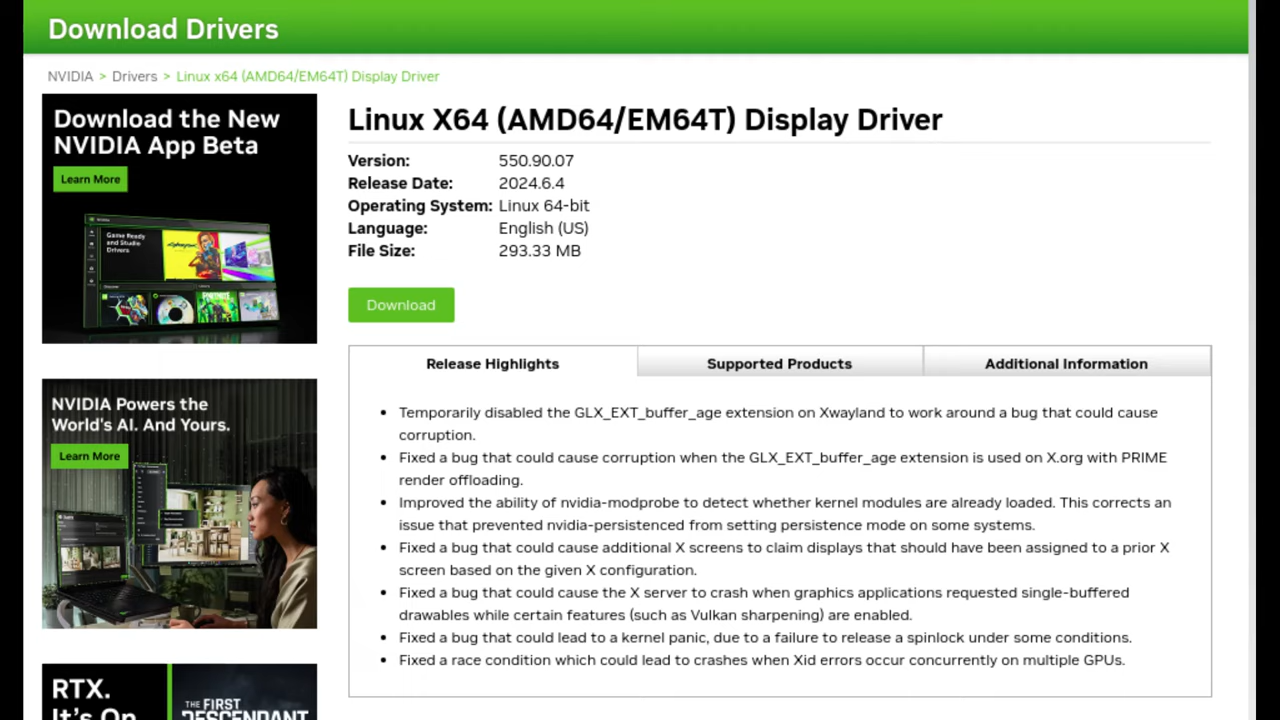 Download Drivers
NVIDIA > Drivers > Linux x64 (AMD64/EM64T) Display Driver
Download the New
NVIDIA App Beta
Learn More
Game Ready
and Studio
Drivers
NVIDIA Powers the
World's AI. And Yours.
Learn More
RTX.
It's On
THE FIRST
DESCENDANT
Linux X64 (AMD64/EM64T) Display Driver
Version: 550.90.07
Release Date: 2024.6.4
Operating System: Linux 64-bit
Language: English (US)
File Size: 293.33 MB
Download
Release Highlights Supported Products Additional Information
• Temporarily disabled the GLX_EXT_buffer_age extension on Xwayland to work around a bug that could cause
corruption.
• Fixed a bug that could cause corruption when the GLX_EXT_buffer_age extension is used on X.org with PRIME
render offloading.
• Improved the ability of nvidia-modprobe to detect whether kernel modules are already loaded. This corrects an
issue that prevented nvidia-persistenced from setting persistence mode on some systems.
• Fixed a bug that could cause additional X screens to claim displays that should have been assigned to a prior X
screen based on the given X configuration.
• Fixed a bug that could cause the X server to crash when graphics applications requested single-buffered
drawables while certain features (such as Vulkan sharpening) are enabled.
• Fixed a bug that could lead to a kernel panic, due to a failure to release a spinlock under some conditions.
• Fixed a race condition which could lead to crashes when Xid errors occur concurrently on multiple GPUs.